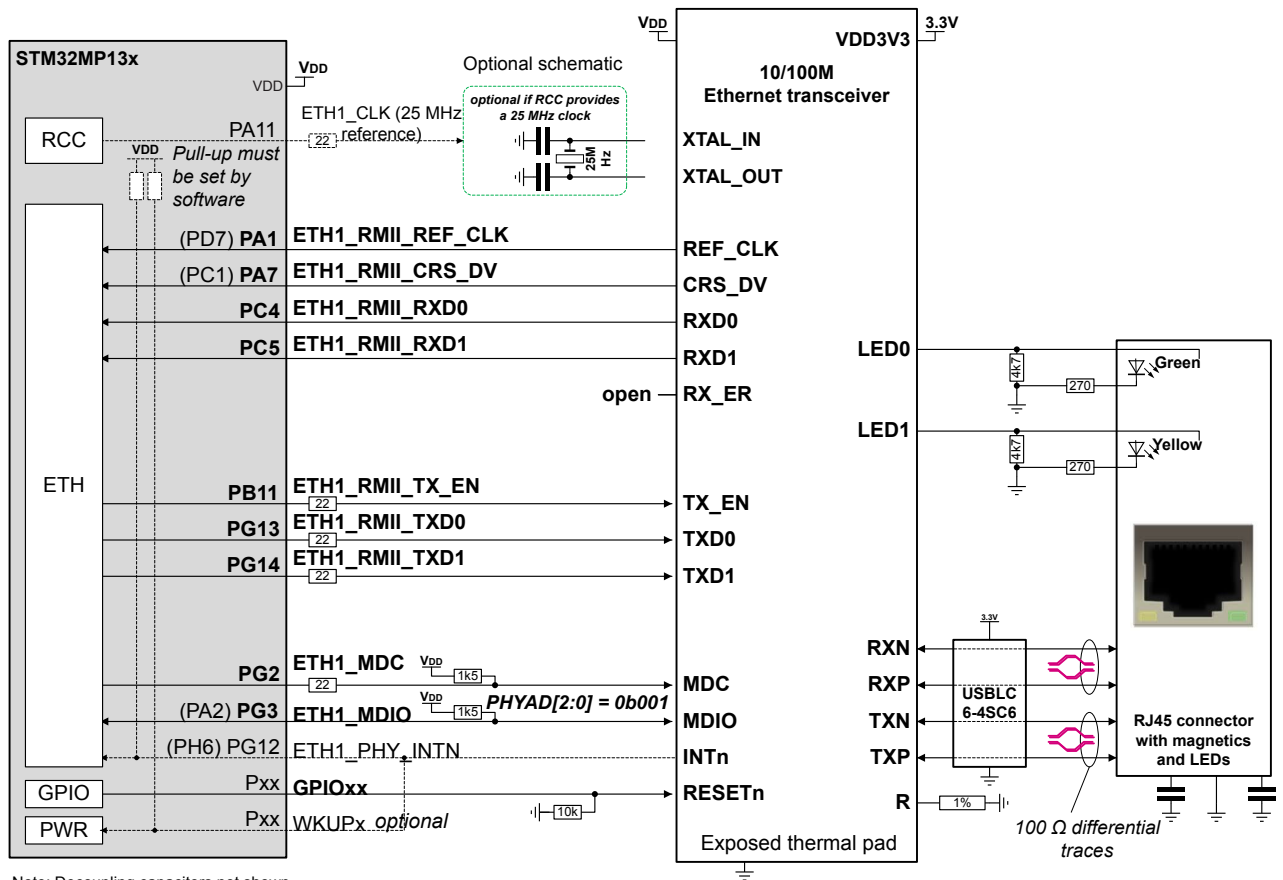 STM32MP13x
VDD
VDD
RCC
PA11
ETH1_CLK (25 MHz
reference)
22
VDD
Pull-up must
be set by
software
Optional schematic
optional if RCC provides
a 25 MHz clock
25M
Hz
VDD
VDD3V3
3.3V
10/100M
Ethernet transceiver
XTAL_IN
XTAL_OUT
ETH
(PD7) PA1
ETH1_RMII_REF_CLK
REF_CLK
(PC1) PA7
ETH1_RMII_CRS_DV
CRS_DV
PC4
ETH1_RMII_RXD0
RXD0
PC5
ETH1_RMII_RXD1
RXD1
open
RX_ER
LED0
4k7
270
Green
LED1
4k7
270
Yellow
PB11
ETH1_RMII_TX_EN
22
TX_EN
PG13
ETH1_RMII_TXD0
22
TXD0
PG14
ETH1_RMII_TXD1
22
TXD1
PG2
ETH1_MDC
22
VDD
1k5
MDC
(PA2) PG3
ETH1_MDIO
VDD
1k5
PHYAD[2:0] = 0b001
MDIO
(PH6) PG12
ETH1_PHY_INTN
INTn
GPIO
Pxx
GPIOxx
10k
RESETn
PWR
Pxx
WKUPx
optional
RXN
RXP
TXN
TXP
R
1%
3.3V
USBLC
6-4SC6
100 Ω differential
traces
RJ45 connector
with magnetics
and LEDs
Exposed thermal pad
Note: Decoupling capacitors not shown